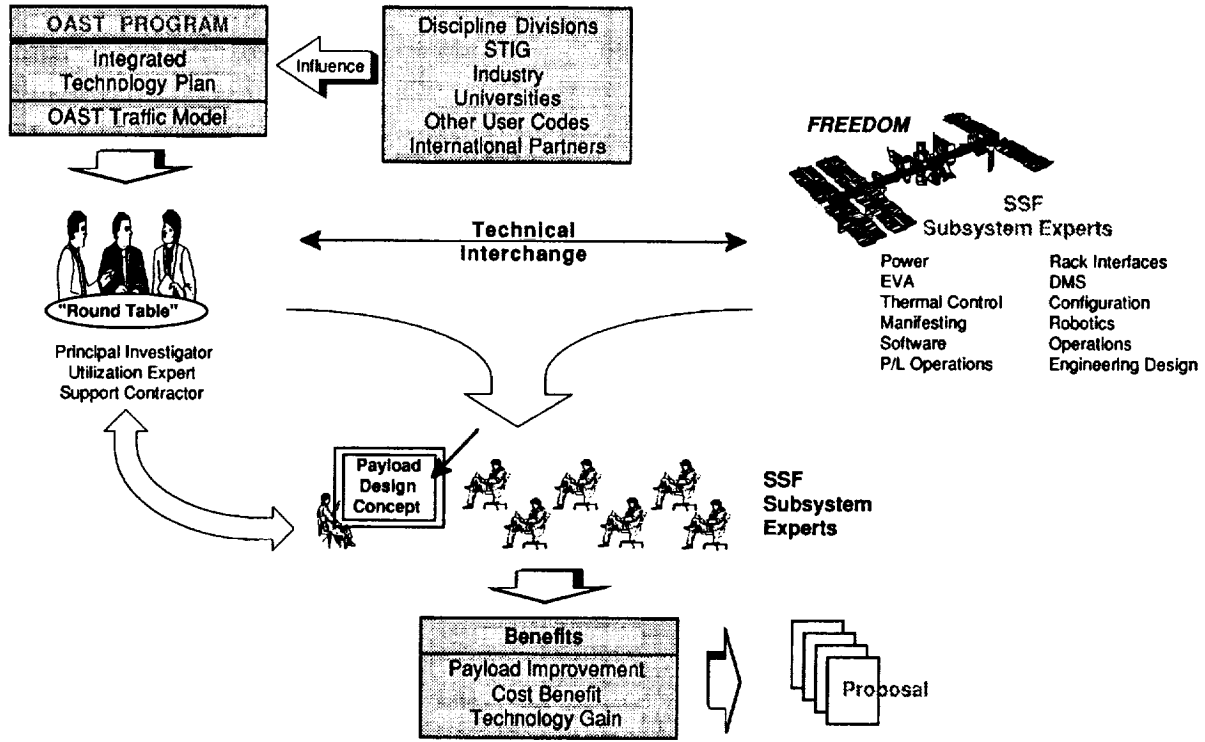 OAST PROGRAM
Integrated
Technology Plan
OAST Traffic Model
Influence
Discipline Divisions
STIG
Industry
Universities
Other User Codes
International Partners
FREEDOM
SSF
Subsystem Experts
Power
EVA
Thermal Control
Manifesting
Software
P/L Operations
Rack Interfaces
DMS
Configuration
Robotics
Operations
Engineering Design
Technical
Interchange
"Round Table"
Principal Investigator
Utilization Expert
Support Contractor
Payload
Design
Concept
SSF
Subsystem
Experts
Benefits
Payload Improvement
Cost Benefit
Technology Gain
Proposal